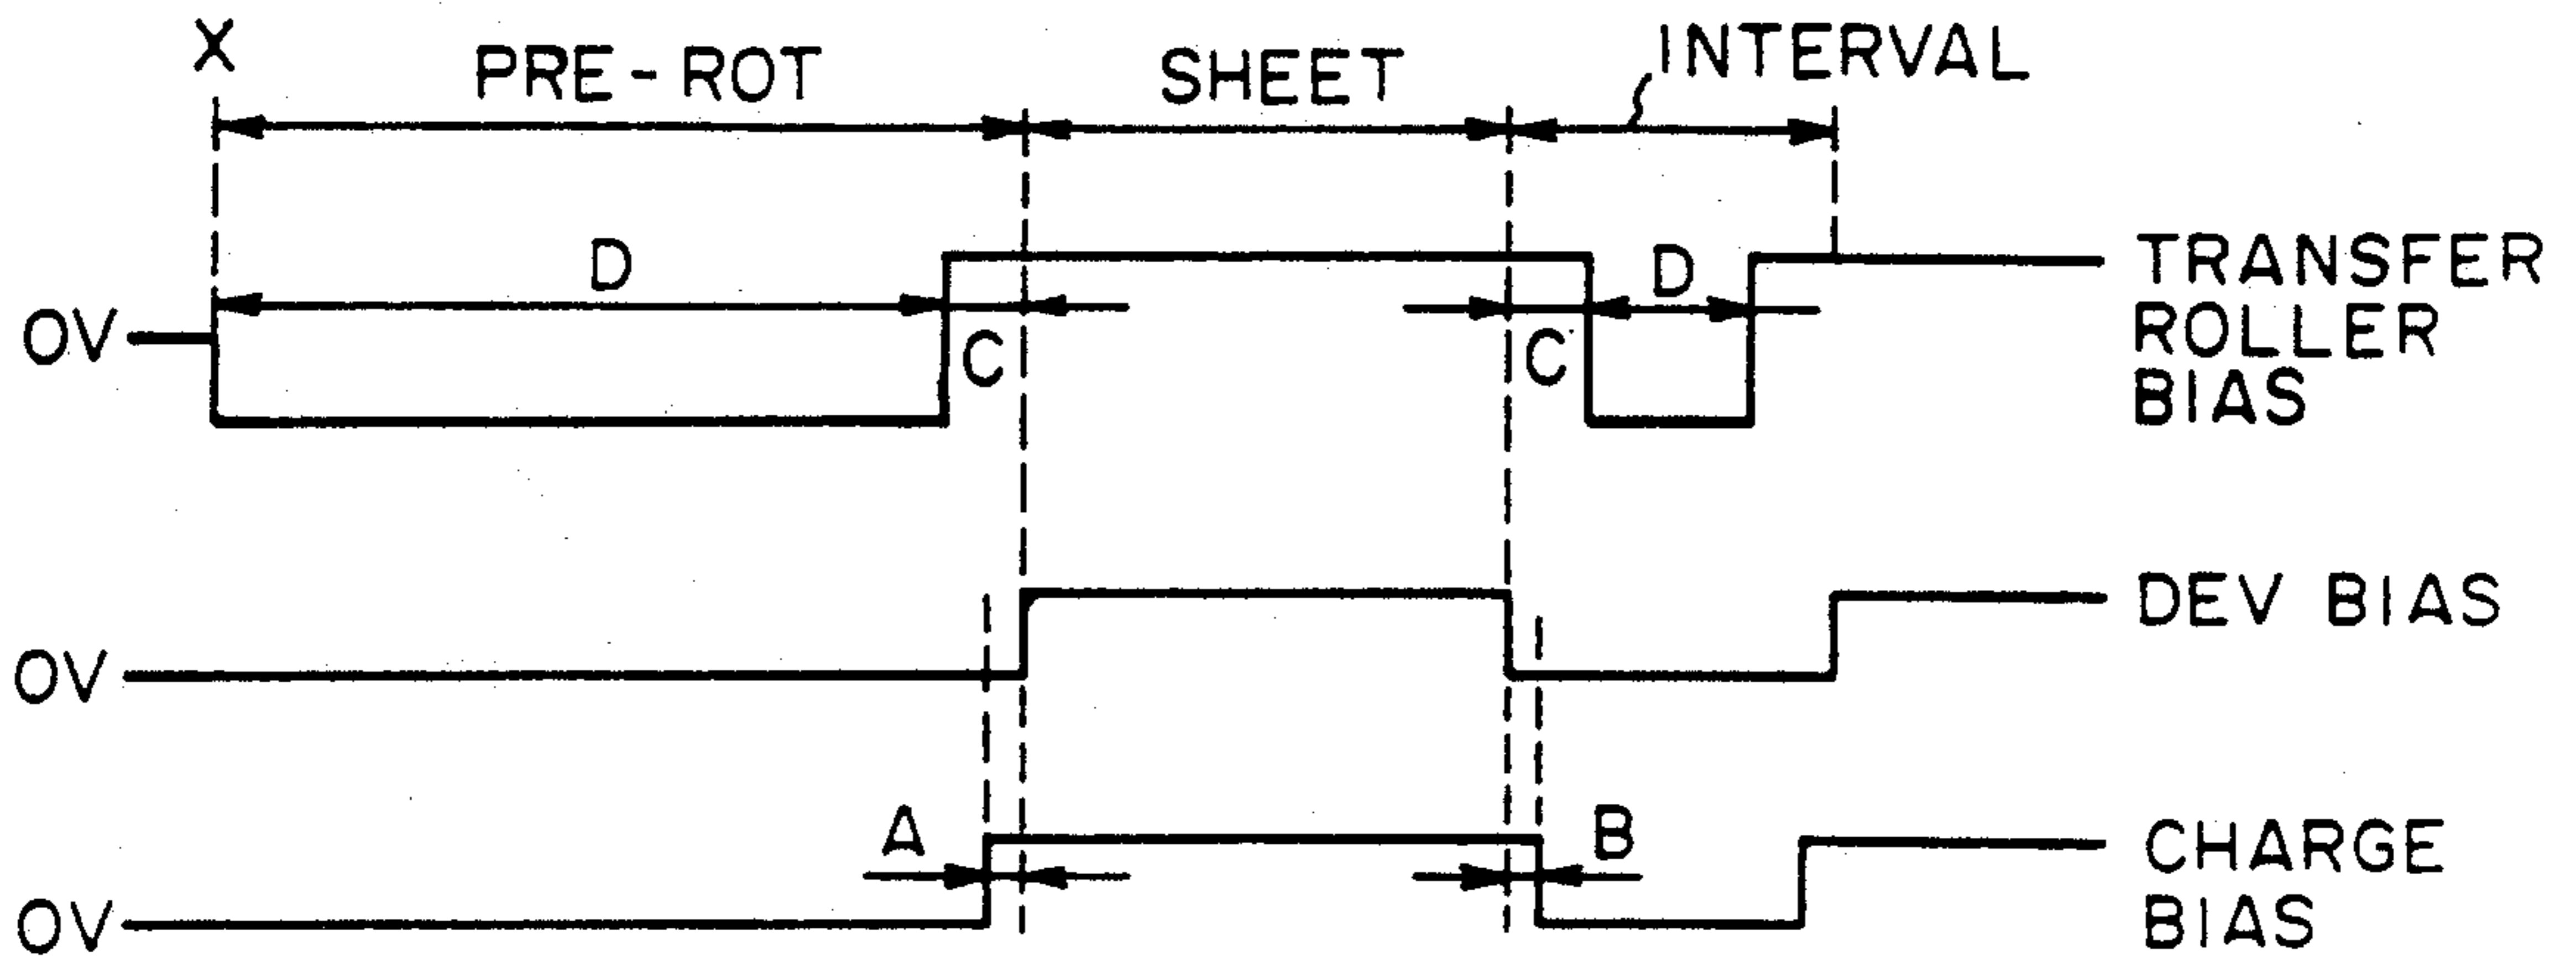 X
PRE-ROT
SHEET
INTERVAL
D
C
C
D
0V
TRANSFER
ROLLER
BIAS
0V
DEV BIAS
A
B
0V
CHARGE
BIAS